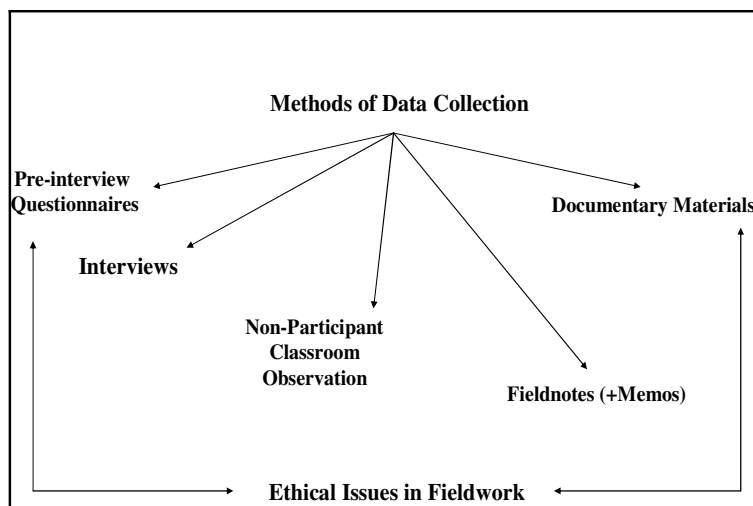 Methods of Data Collection
Pre-interview
Questionnaires
Documentary Materials
Interviews
Non-Participant
Classroom
Observation
Fieldnotes (+Memos)
Ethical Issues in Fieldwork